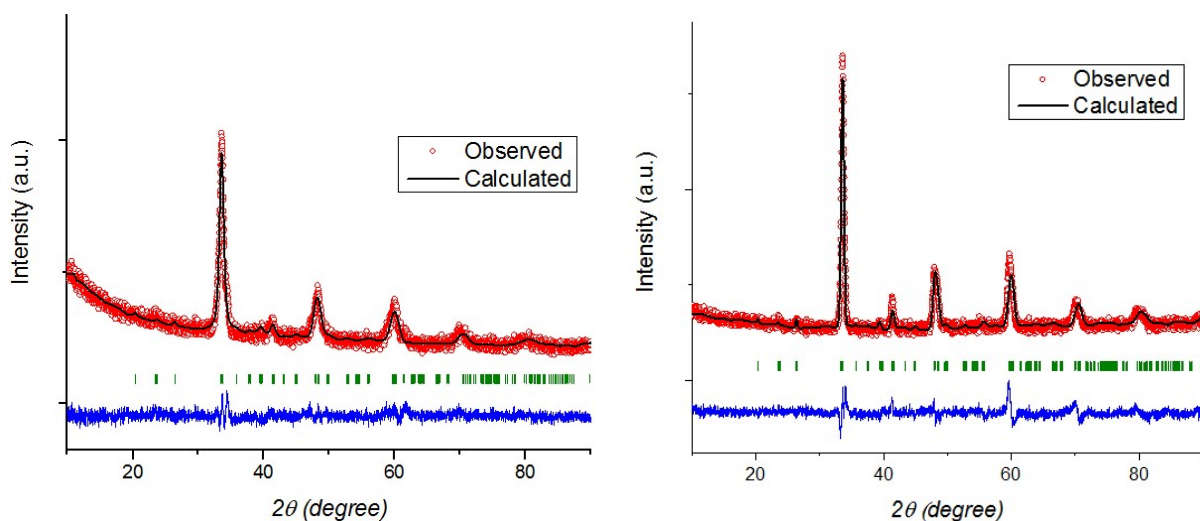 Observed
Calculated
Intensity (a.u.)
20
40
60
80
2θ (degree)
Observed
Calculated
Intensity (a.u.)
20
40
60
80
2θ (degree)